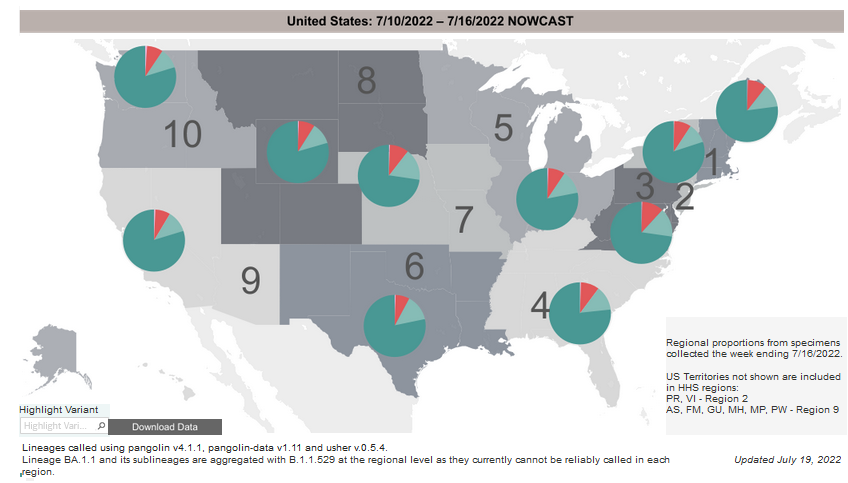 United States: 7/10/2022 – 7/16/2022 NOWCAST
8
10
5
1
3
2
7
6
9
4
Regional proportions from specimens
collected the week ending 7/16/2022.
US Territories not shown are included
in HHS regions:
PR, VI - Region 2
AS, FM, GU, MH, MP, PW - Region 9
Highlight Variant
Highlight Vari...
Download Data
Lineages called using pangolin v4.1.1, pangolin-data v1.11 and usher v.0.5.4.
Lineage BA.1.1 and its sublineages are aggregated with B.1.1.529 at the regional level as they currently cannot be reliably called in each
region.
Updated July 19, 2022